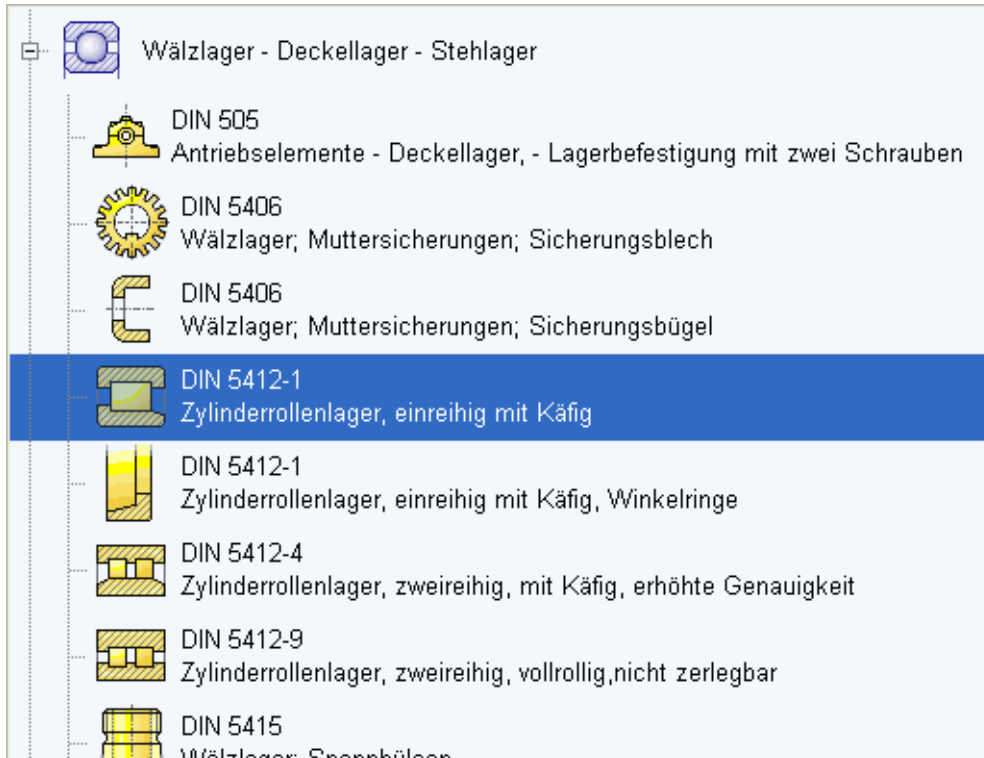 Wälzlager - Deckellager - Stehlager
DIN 505
Antriebselemente - Deckellager, - Lagerbefestigung mit zwei Schrauben
DIN 5406
Wälzlager; Muttersicherungen; Sicherungsblech
DIN 5406
Wälzlager; Muttersicherungen; Sicherungsbügel
DIN 5412-1
Zylinderrollenlager, einreihig mit Käfig
DIN 5412-1
Zylinderrollenlager, einreihig mit Käfig, Winkelringe
DIN 5412-4
Zylinderrollenlager, zweireihig, mit Käfig, erhöhte Genauigkeit
DIN 5412-9
Zylinderrollenlager, zweireihig, vollrollig,nicht zerlegbar
DIN 5415
Wälzlager; Spannhülsen